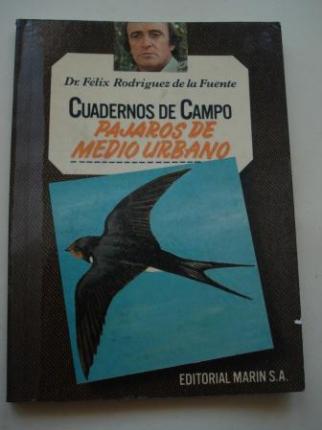 Dr. Félix Rodríguez de la Fuente
CUADERNOS DE CAMPO
PAJAROS DE
MEDIO URBANO
EDITORIAL MARIN S.A.